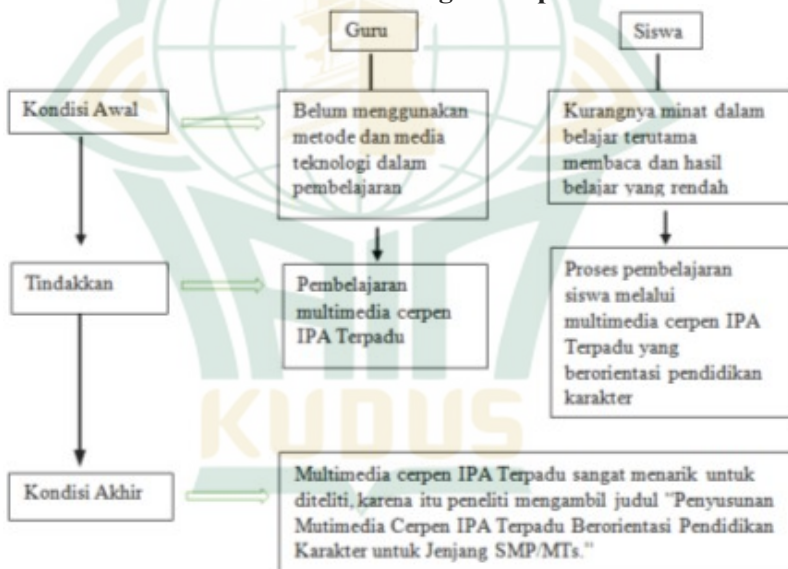 Guru
Siswa
Kondisi Awal
Belum menggunakan
metode dan media
teknologi dalam
pembelajaran
Kurangnya minat dalam
belajar terutama
membaca dan hasil
belajar yang rendah
Tindakkan
Pembelajaran
multimedia cerpen
IPA Terpadu
Proses pembelajaran
siswa melalui
multimedia cerpen IPA
Terpadu yang
berorientasi pendidikan
karakter
KUDUS
Kondisi Akhir
Multimedia cerpen IPA Terpadu sangat menarik untuk
diteliti, karena itu peneliti mengambil judul "Penyusunan
Mutimedia Cerpen IPA Terpadu Berorientasi Pendidikan
Karakter untuk Jenjang SMP/MTs."